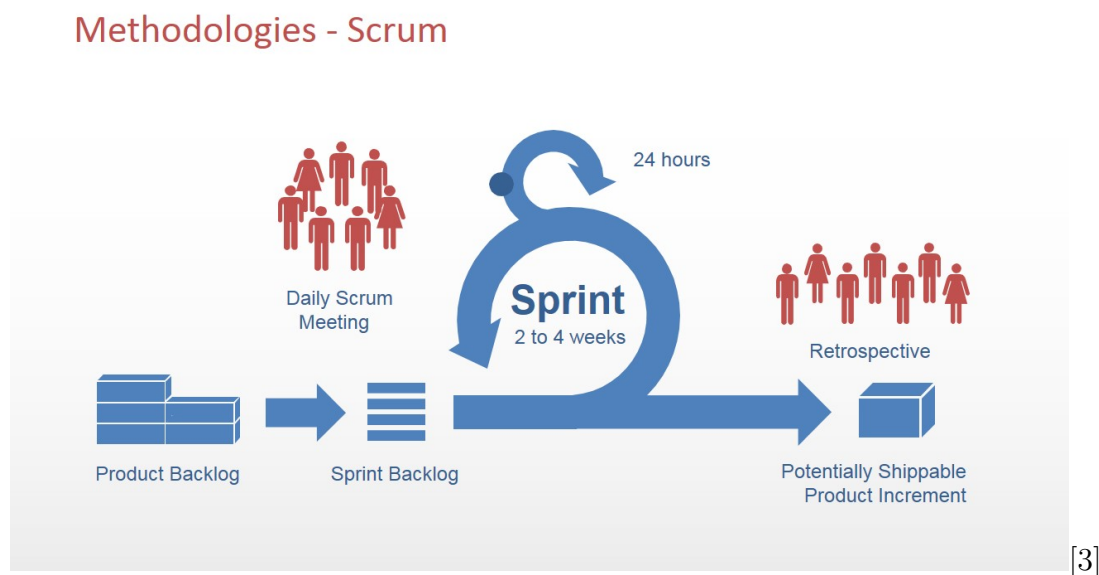 Methodologies - Scrum
24 hours
Daily Scrum
Meeting
Sprint
2 to 4 weeks
Retrospective
Product Backlog
Sprint Backlog
Potentially Shippable
Product Increment
[3]